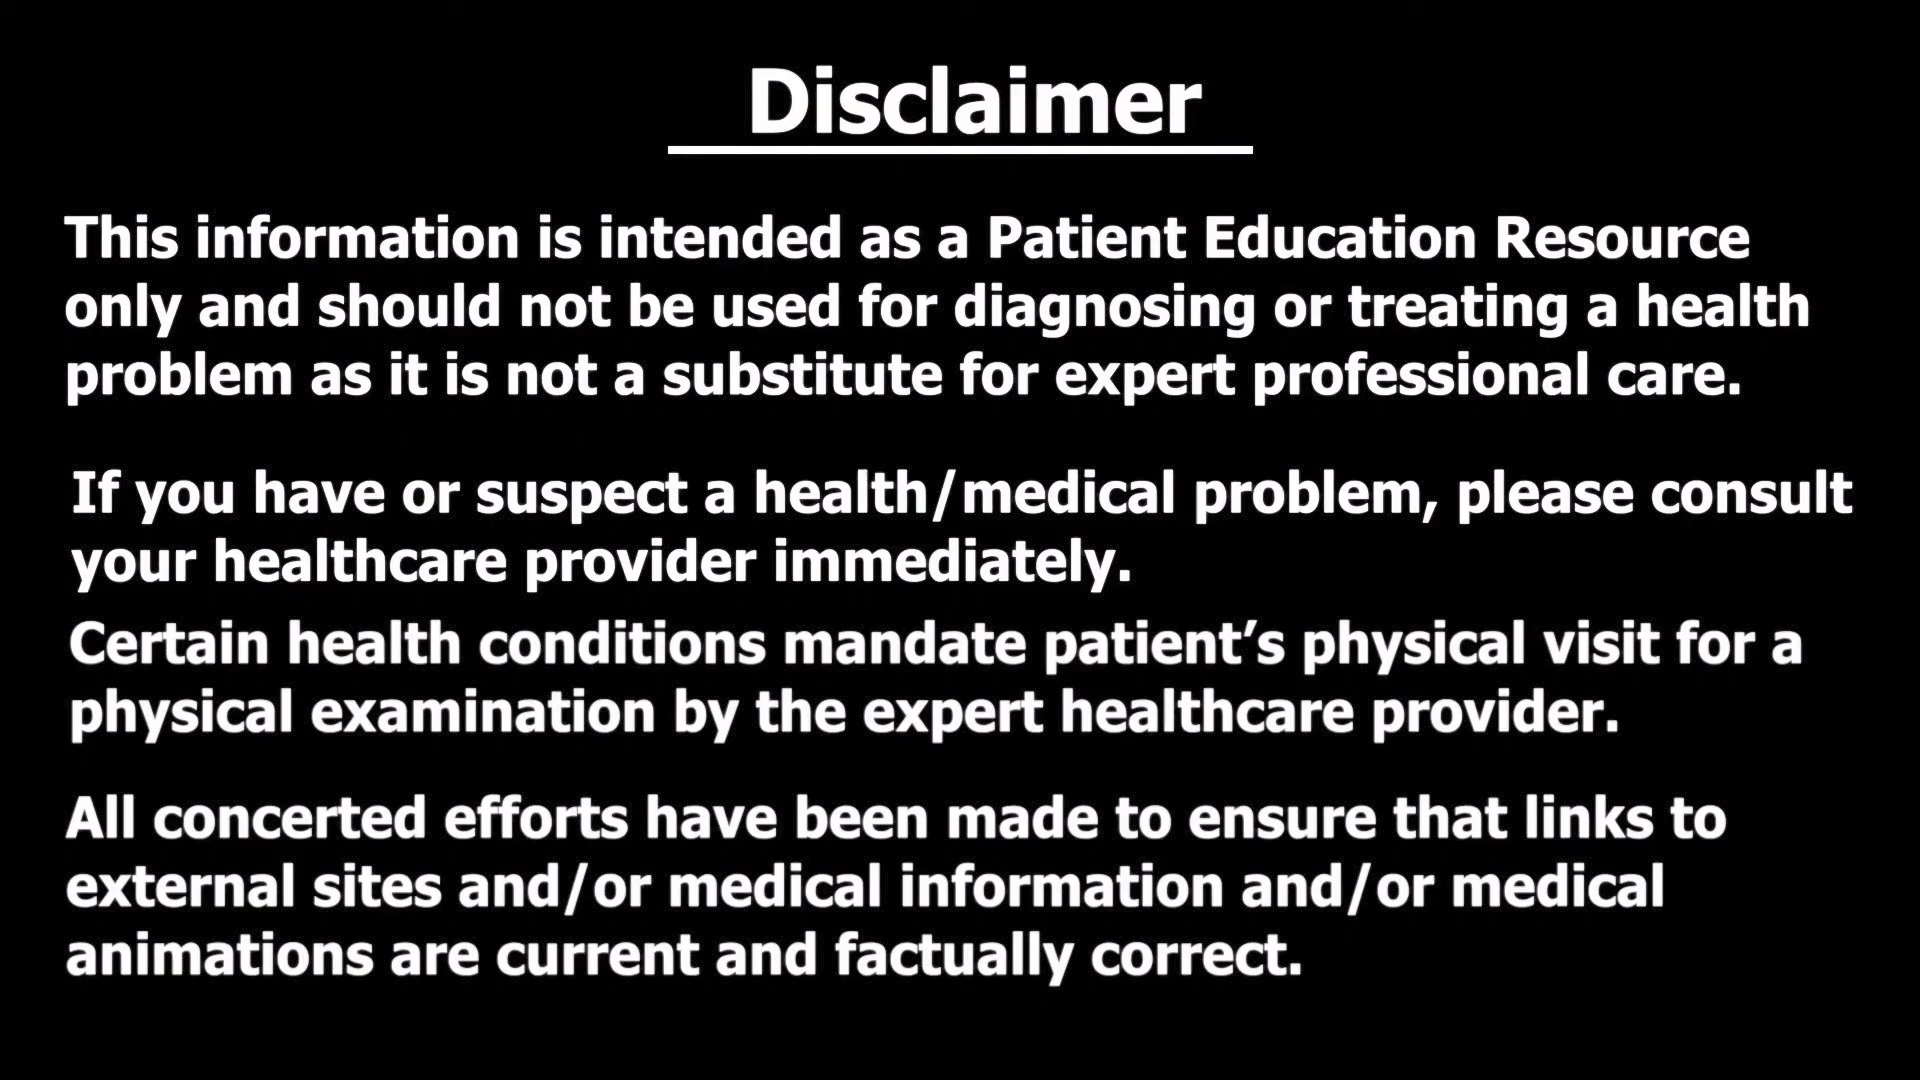 Disclaimer
This information is intended as a Patient Education Resource
only and should not be used for diagnosing or treating a health
problem as it is not a substitute for expert professional care.
If you have or suspect a health/medical problem, please consult
your healthcare provider immediately.
Certain health conditions mandate patient’s physical visit for a
physical examination by the expert healthcare provider.
All concerted efforts have been made to ensure that links to
external sites and/or medical information and/or medical
animations are current and factually correct.